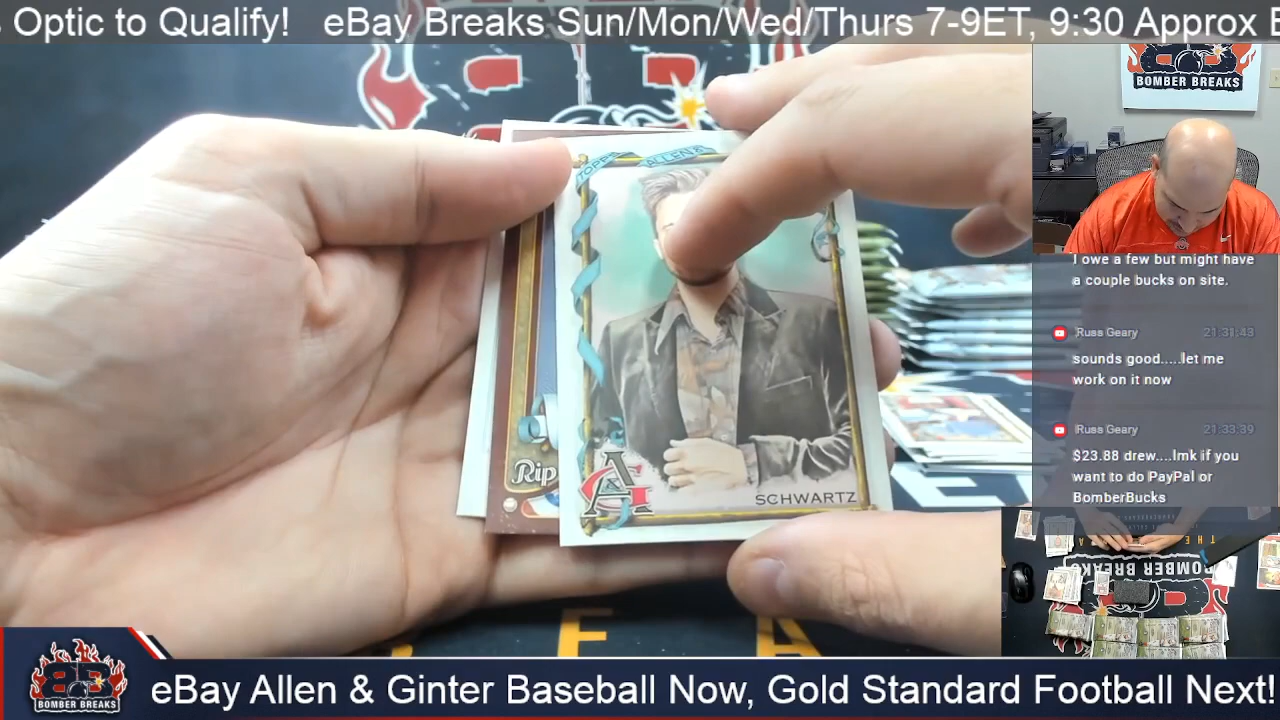 Optic to Qualify! eBay Breaks Sun/Mon/Wed/Thurs 7-9ET, 9:30 Approx
BOMBER BREAKS
TOPPS
ALLEN &
I owe a few but might have
a couple bucks on site.
Russ Geary 21:31:43
sounds good.....let me
work on it now
Russ Geary 21:33:39
$23.88 drew....lmk if you
want to do PayPal or
BomberBucks
Rip
AG
SCHWARTZ
BOMBER BREAKS
BOMBER BREAKS
eBay Allen & Ginter Baseball Now, Gold Standard Football Next!